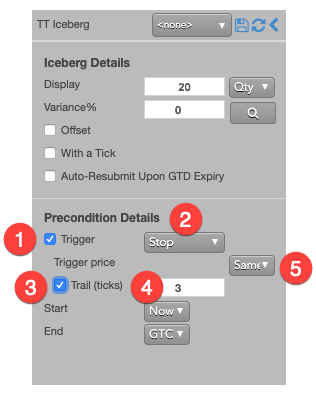 TT Iceberg <none>
Iceberg Details
Display 20 Qty
Variance% 0
Offset
With a Tick
Auto-Resubmit Upon GTD Expiry
Precondition Details 2
1 Trigger Stop
Trigger price Same 5
3 Trail (ticks) 4 3
Start Now
End GTC